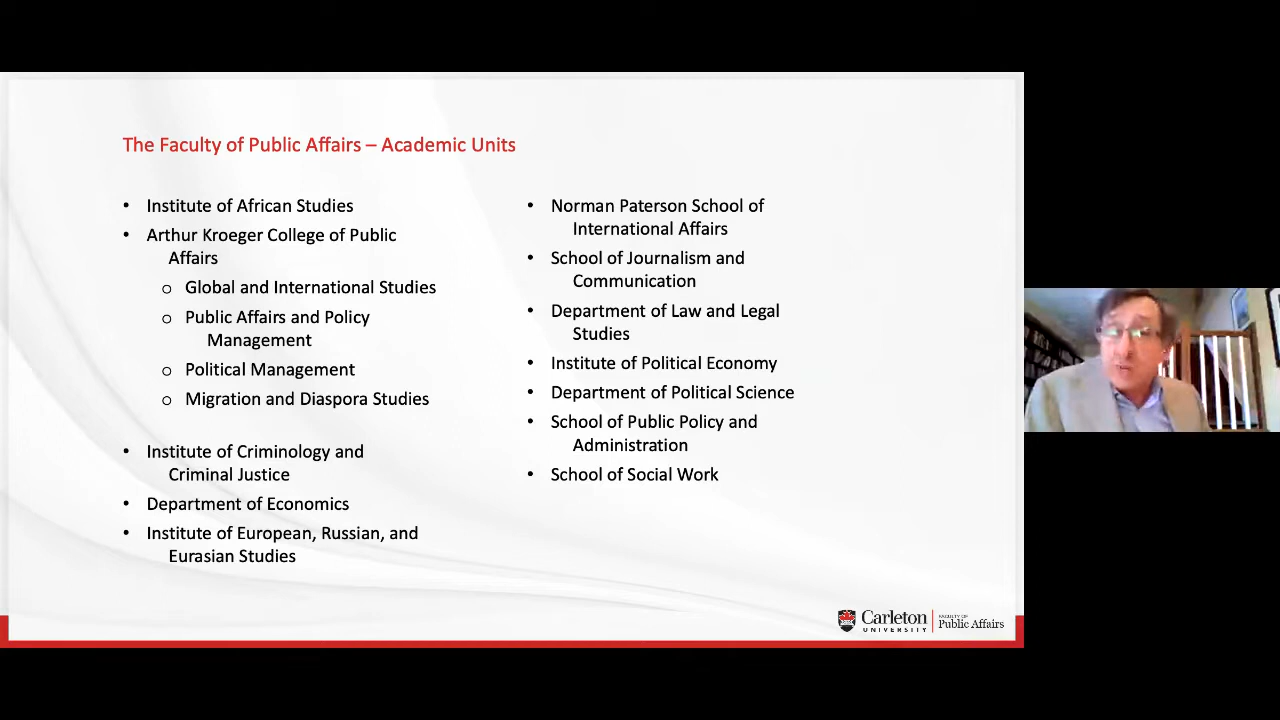 The Faculty of Public Affairs – Academic Units
• Institute of African Studies
• Arthur Kroeger College of Public
Affairs
o Global and International Studies
o Public Affairs and Policy
Management
o Political Management
o Migration and Diaspora Studies
• Institute of Criminology and
Criminal Justice
• Department of Economics
• Institute of European, Russian, and
Eurasian Studies
• Norman Paterson School of
International Affairs
• School of Journalism and
Communication
• Department of Law and Legal
Studies
• Institute of Political Economy
• Department of Political Science
• School of Public Policy and
Administration
• School of Social Work
Carleton
UNIVERSITY
FACULTY OF
Public Affairs